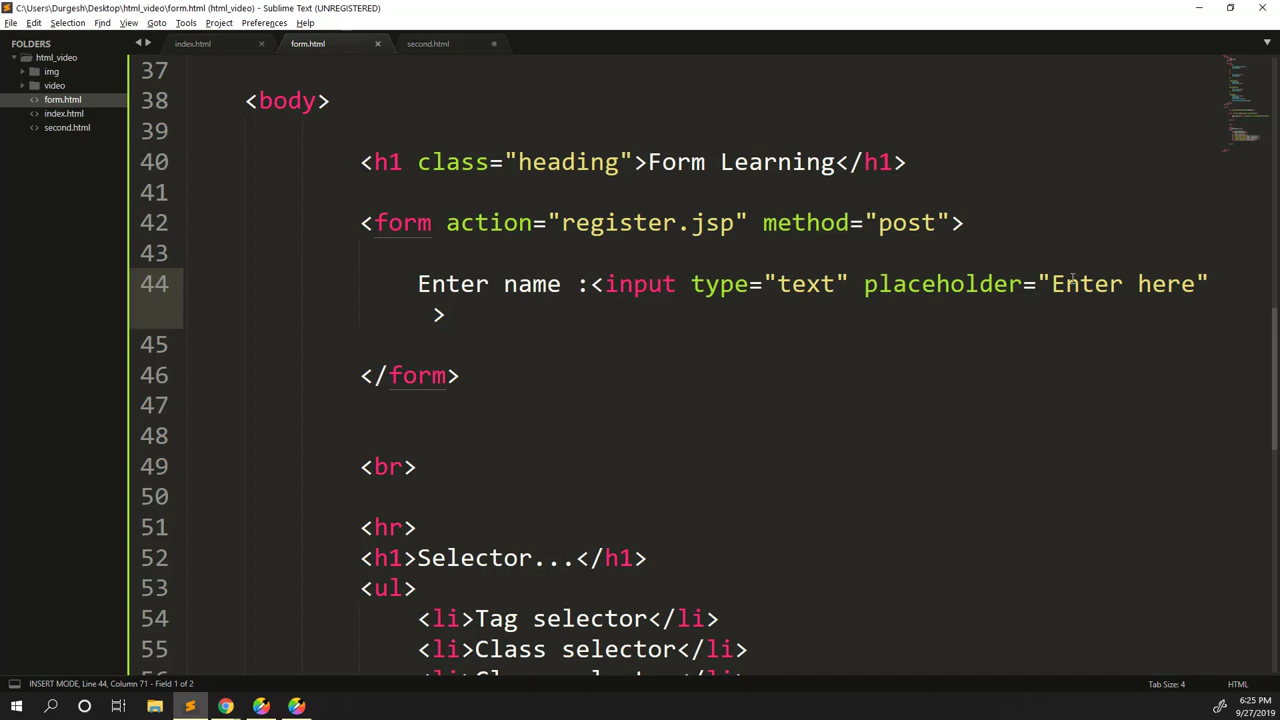 C:\Users\Durgesh\Desktop\html_video\form.html (html_video) - Sublime Text (UNREGISTERED)
File Edit Selection Find View Goto Tools Project Preferences Help
FOLDERS
html_video
img
video
form.html
index.html
second.html
index.html × form.html × second.html
37
38 <body>
39
40 <h1 class="heading">Form Learning</h1>
41
42 <form action="register.jsp" method="post">
43
44 Enter name :<input type="text" placeholder="Enter here"
>
45
46 </form>
47
48
49 <br>
50
51 <hr>
52 <h1>Selector...</h1>
53 <ul>
54 <li>Tag selector</li>
55 <li>Class selector</li>
56 <li>Class selector</li>
INSERT MODE, Line 44, Column 71 - Field 1 of 2 Tab Size: 4 HTML
6:25 PM
9/27/2019